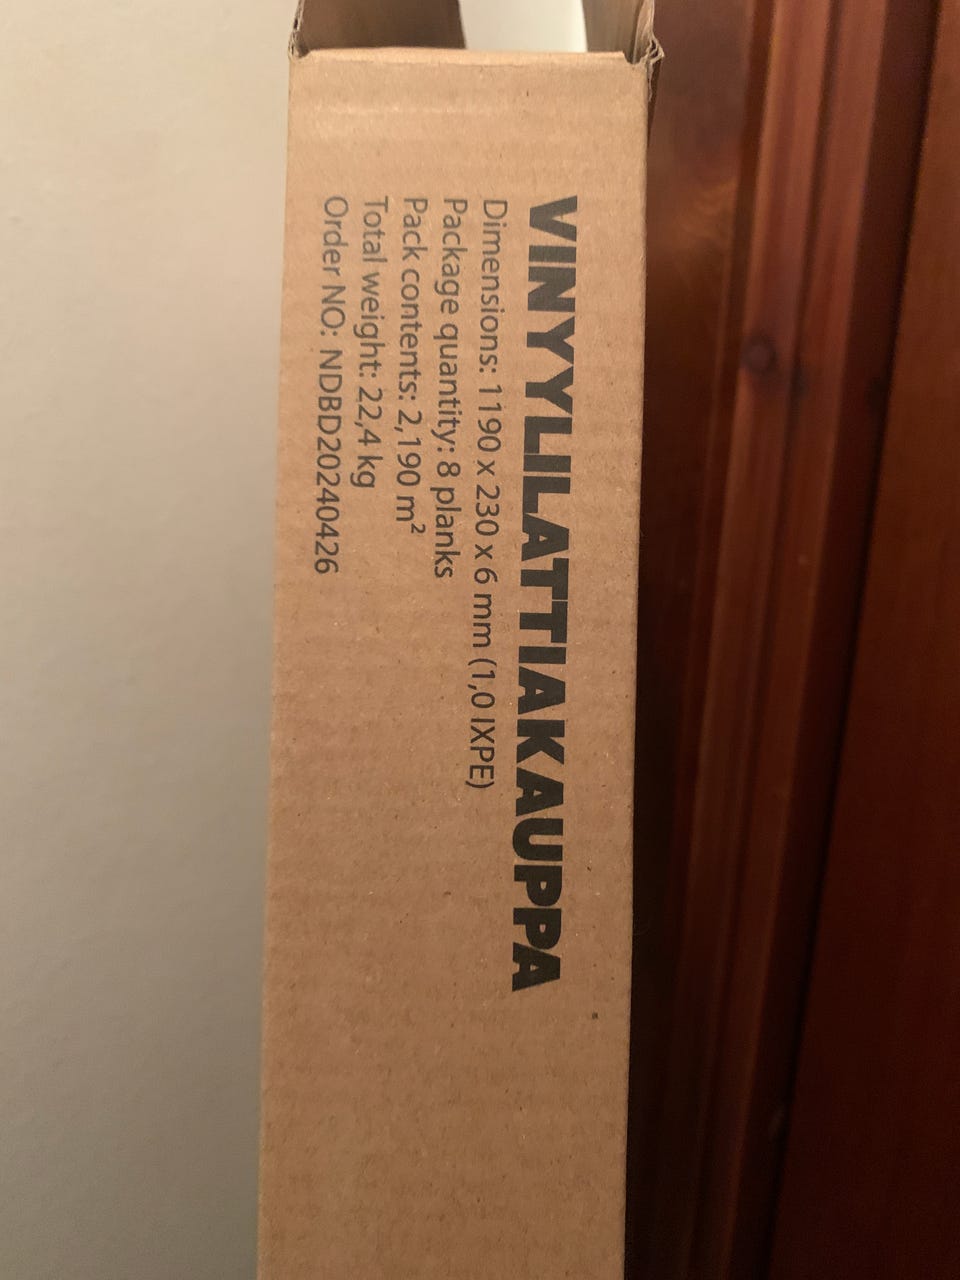 VINYYLILATTIAKAUPPA
Dimensions: 1190 x 230 x 6 mm (1,0 IXPE)
Package quantity: 8 planks
Pack contents: 2,190 m²
Total weight: 22,4 kg
Order NO: NDBD20240426